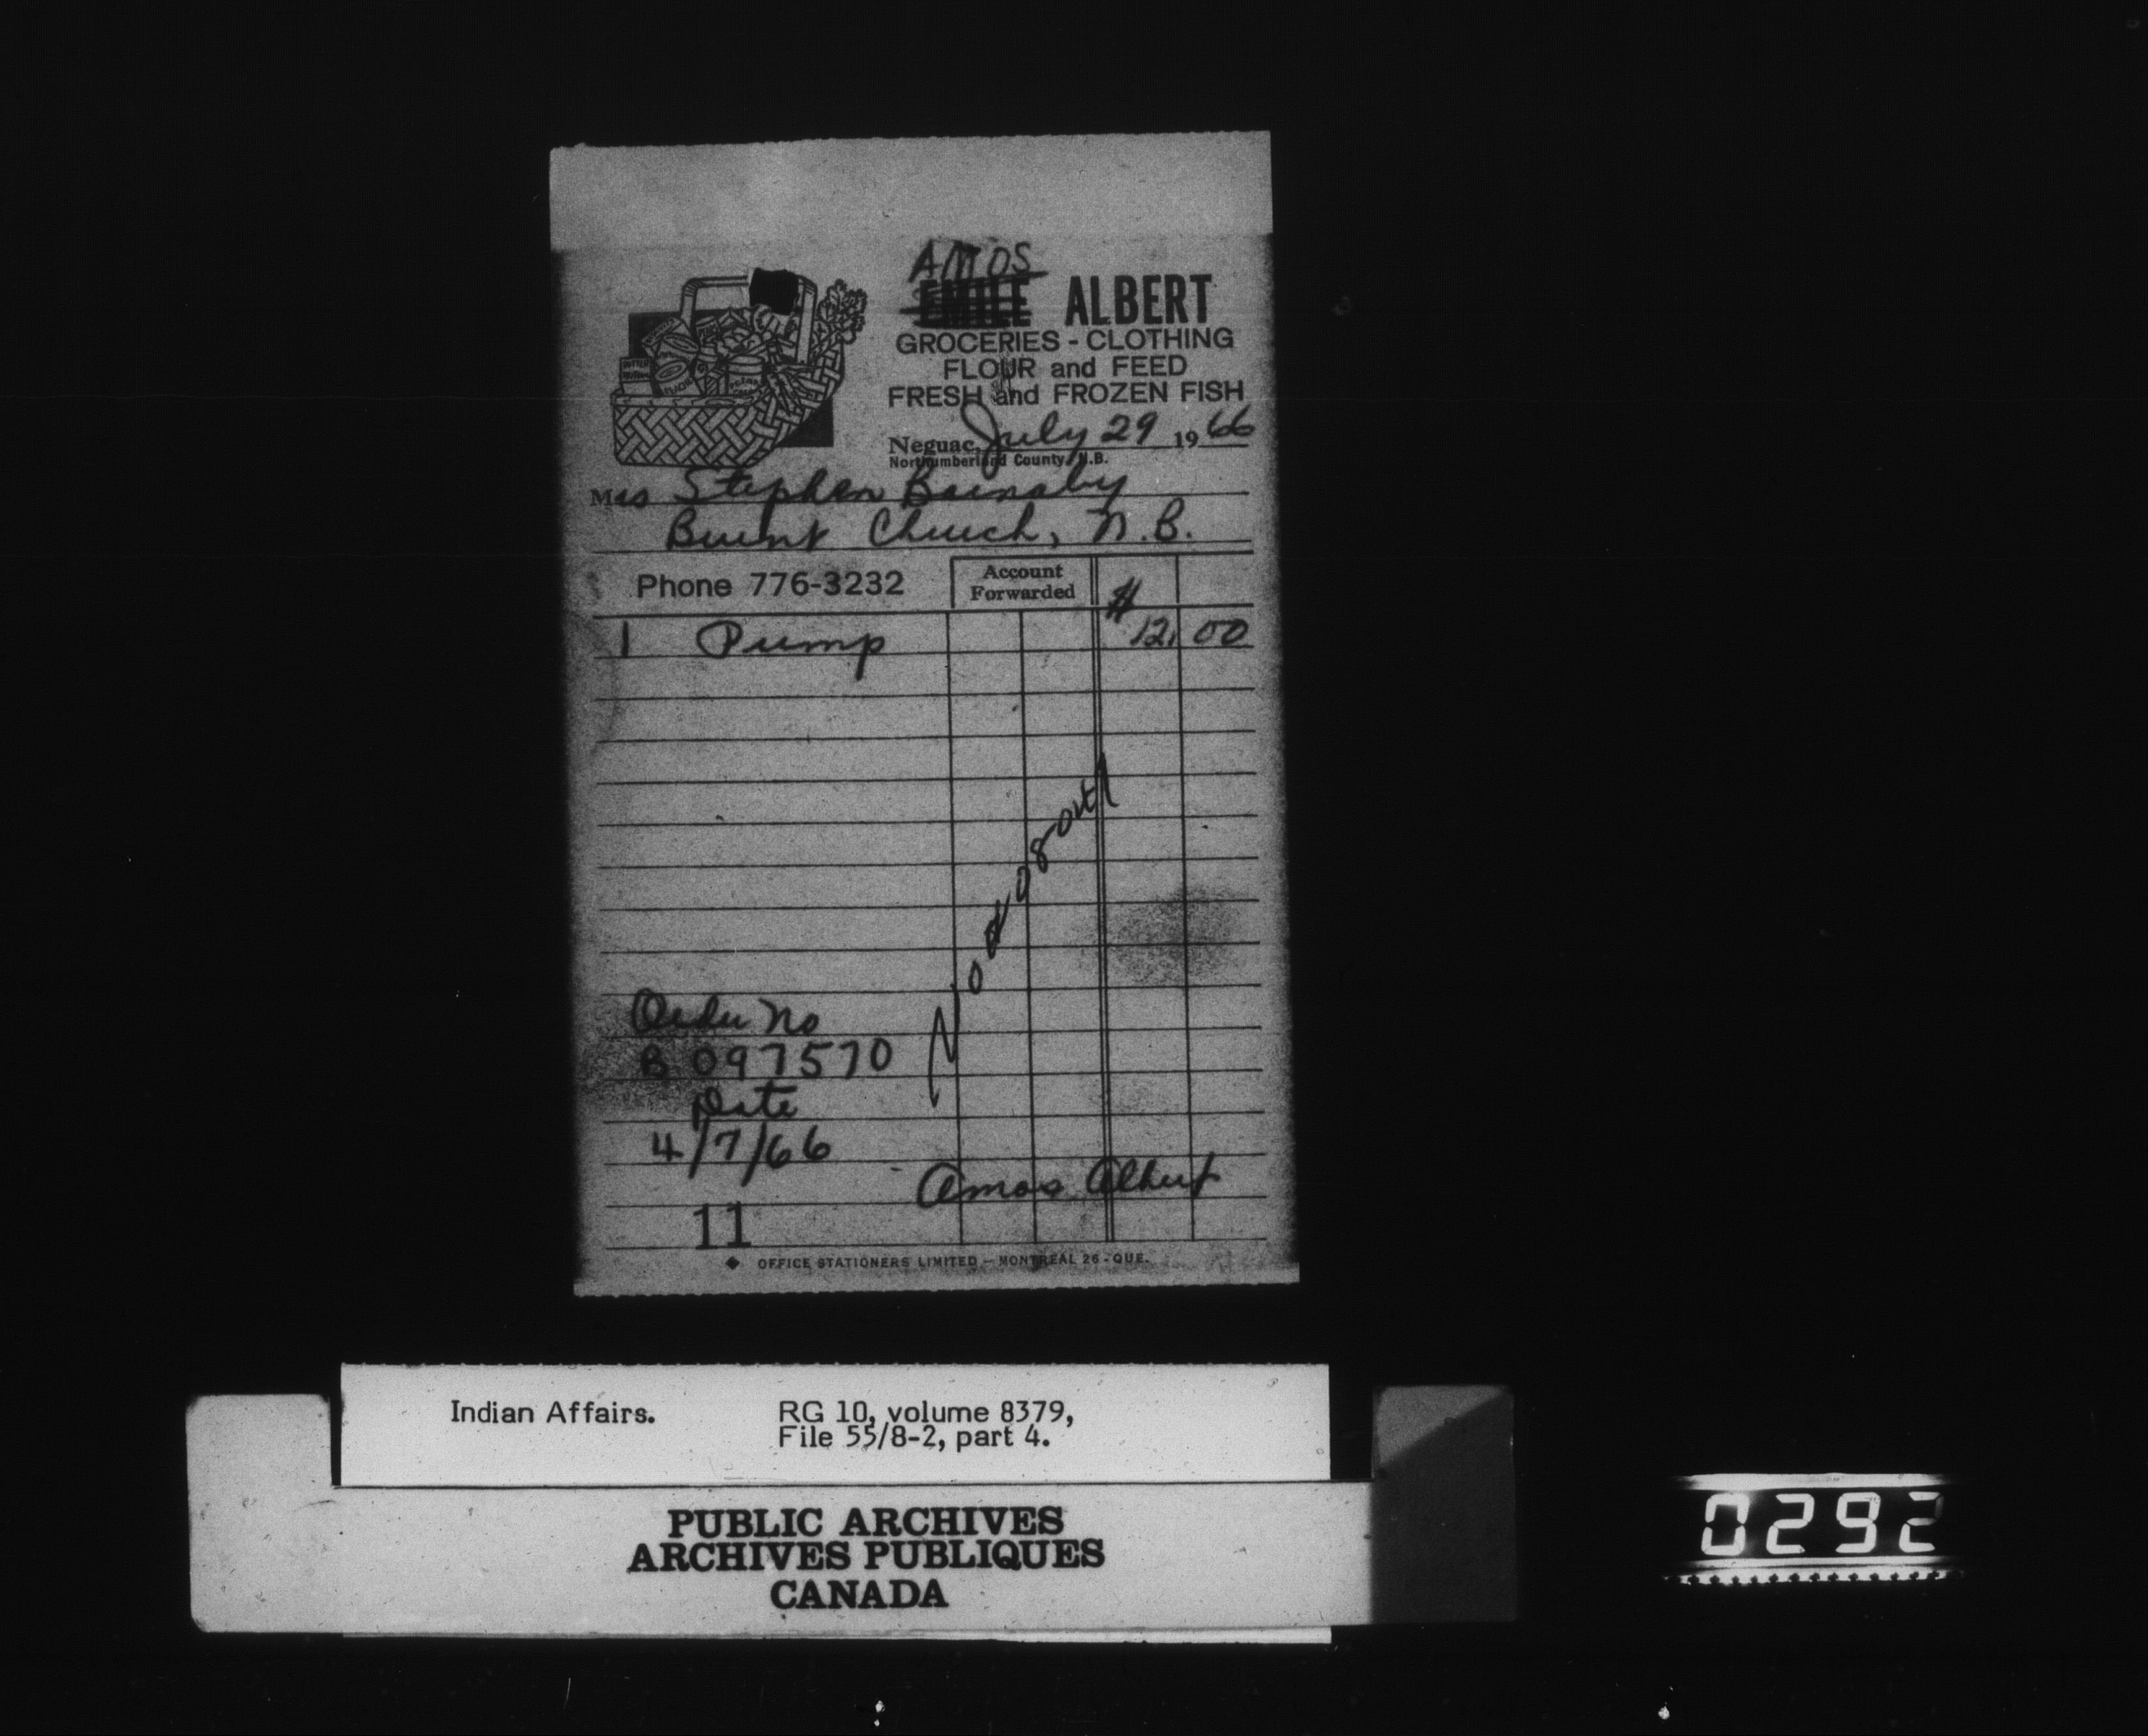 AMOS
EMILE ALBERT
GROCERIES - CLOTHING
FLOUR and FEED
FRESH and FROZEN FISH
Neguac, July 29 1966
Northumberland County, N.B.
Mrs Stephen Barnaby
Burnt Church, N.B.
Phone 776-3232
Account
Forwarded
$
1 Pump 12.00
Order No
B 097570
Date
4/7/66
Amos Albert
11
OFFICE STATIONERS LIMITED — MONTREAL 26 - QUE.
Indian Affairs. RG 10, volume 8379,
File 55/8-2, part 4.
PUBLIC ARCHIVES
ARCHIVES PUBLIQUES
CANADA
0292